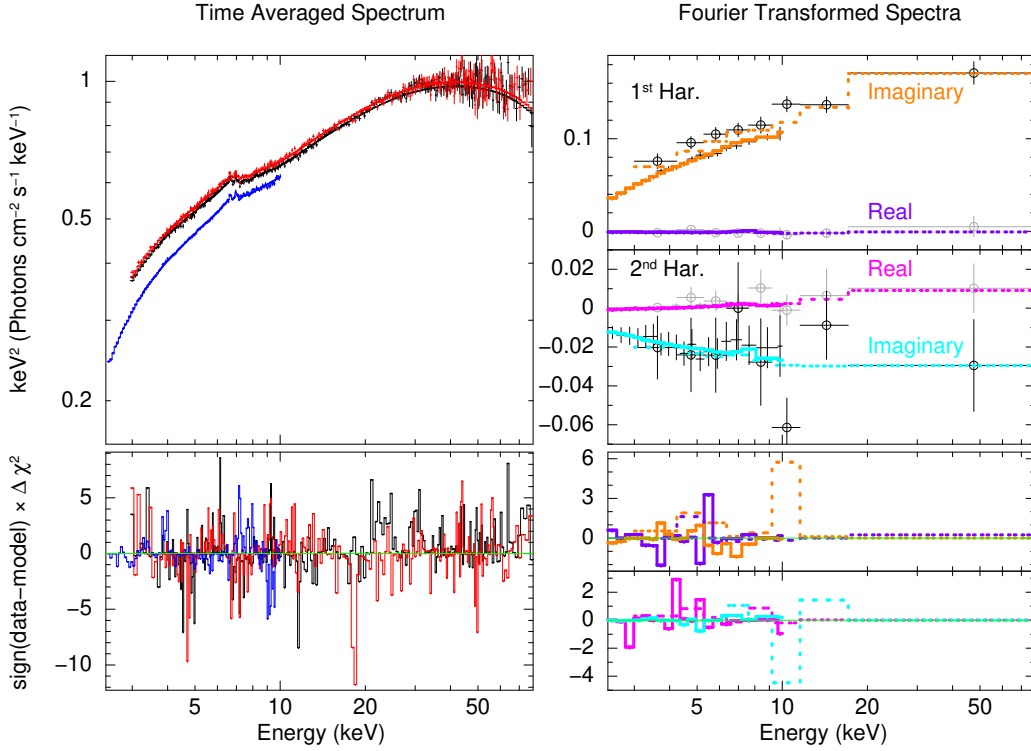 Time Averaged Spectrum
Fourier Transformed Spectra
keV² (Photons cm⁻² s⁻¹ keV⁻¹)
1
0.5
0.2
1ˢᵗ Har.
Imaginary
Real
0.1
0
2ⁿᵈ Har.
Real
Imaginary
0.02
0
−0.02
−0.04
−0.06
sign(data−model) × Δ χ²
5
0
−5
−10
6
3
0
2
0
−2
−4
5 10 20 50
5 10 20 50
Energy (keV)
Energy (keV)